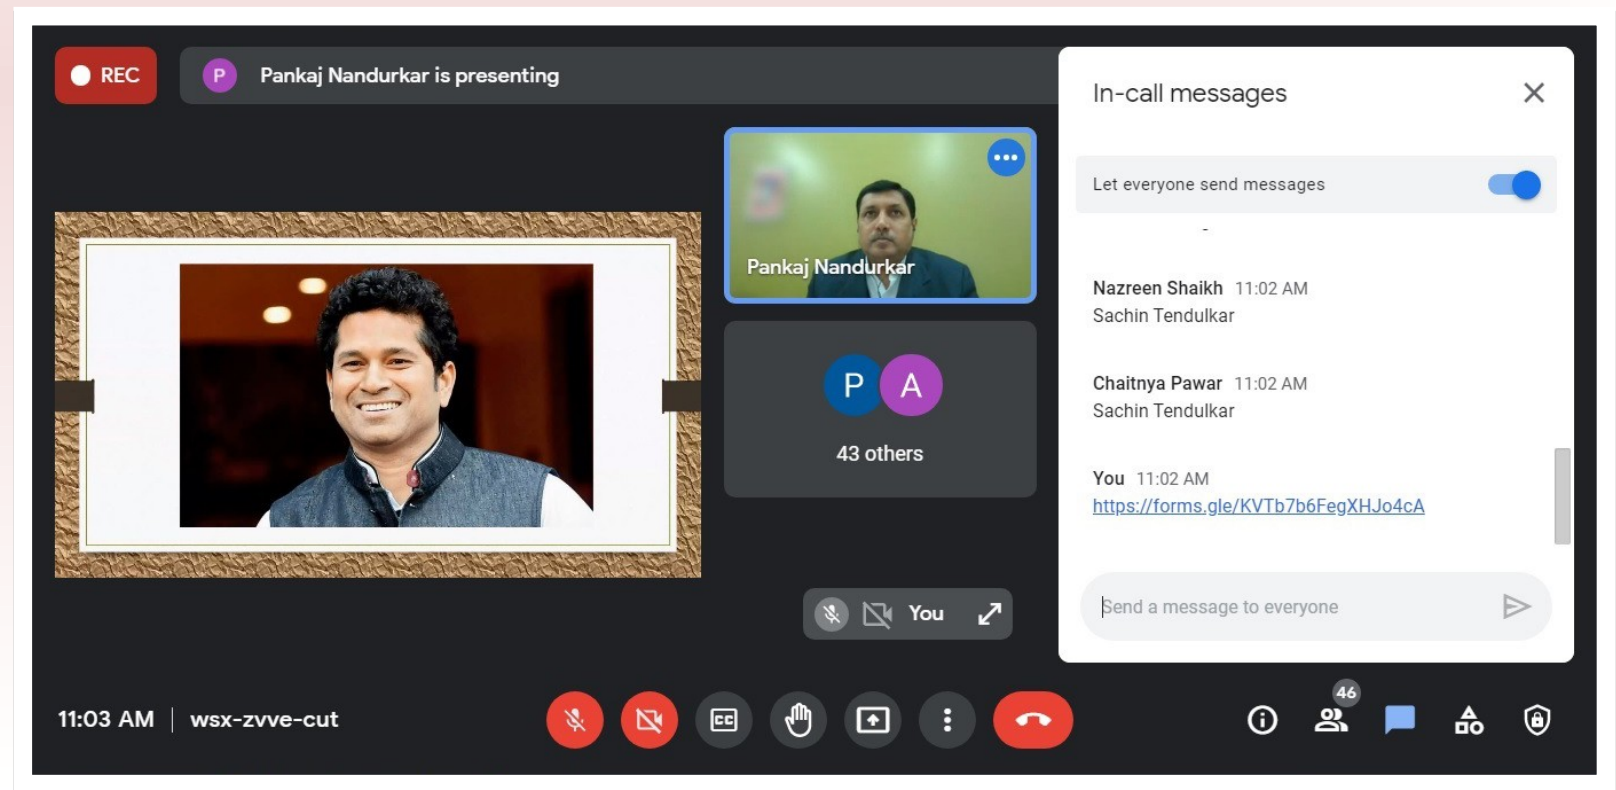 REC
P Pankaj Nandurkar is presenting
Pankaj Nandurkar
P A
43 others
You
In-call messages
Let everyone send messages
Nazreen Shaikh 11:02 AM
Sachin Tendulkar
Chaitnya Pawar 11:02 AM
Sachin Tendulkar
You 11:02 AM
https://forms.gle/KVTb7b6FegXHJo4cA
Send a message to everyone
11:03 AM | wsx-zvve-cut
CC
46